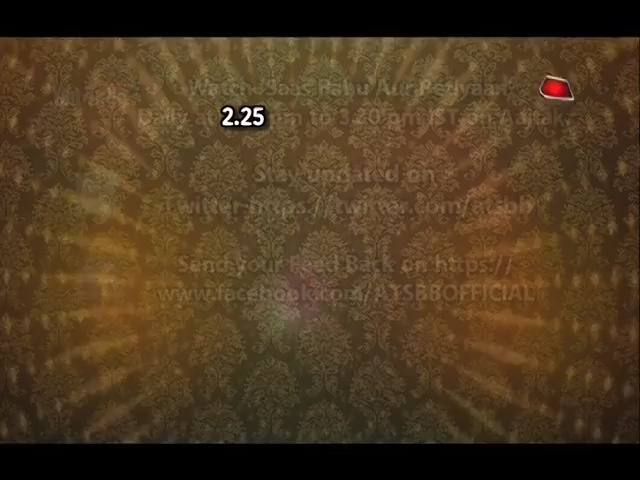 Watch Saas Bahu Aur Betiyaan
Daily at 2.25 pm to 3.20 pm IST on Aajtak
Stay updated on
Twitter-https://twitter.com/atsbb
Send your Feed Back on https://
www.facebook.com/ATSBBOFFICIAL